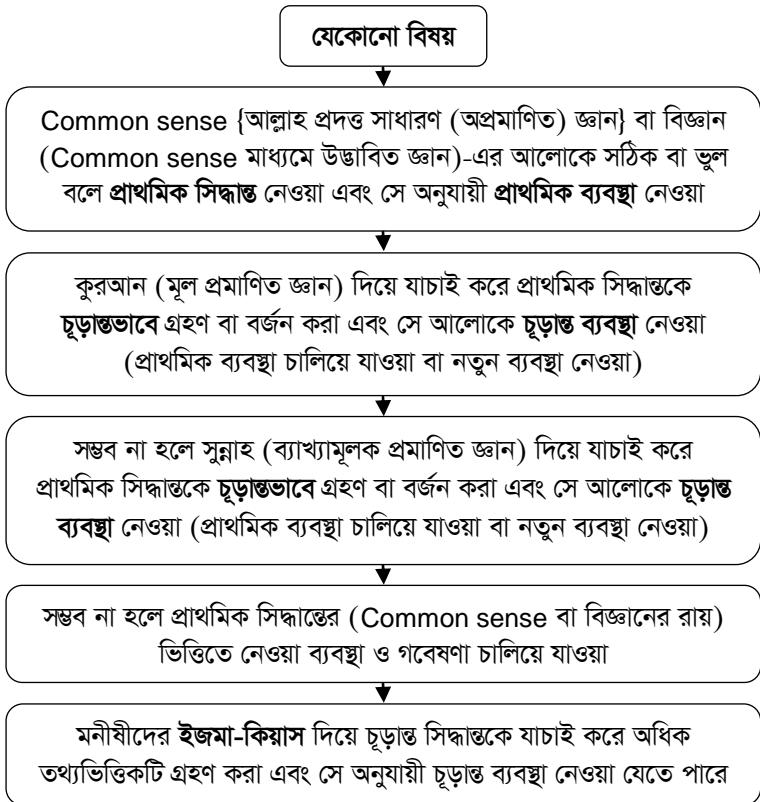 যেকোনো বিষয়
Common sense {আল্লাহ প্রদত্ত সাধারণ (অপ্রমাণিত) জ্ঞান} বা বিজ্ঞান
(Common sense মাধ্যমে উদ্ভাবিত জ্ঞান)-এর আলোকে সঠিক বা ভুল
বলে প্রাথমিক সিদ্ধান্ত নেওয়া এবং সে অনুযায়ী প্রাথমিক ব্যবস্থা নেওয়া
কুরআন (মূল প্রমাণিত জ্ঞান) দিয়ে যাচাই করে প্রাথমিক সিদ্ধান্তকে
চূড়ান্তভাবে গ্রহণ বা বর্জন করা এবং সে আলোকে চূড়ান্ত ব্যবস্থা নেওয়া
(প্রাথমিক ব্যবস্থা চালিয়ে যাওয়া বা নতুন ব্যবস্থা নেওয়া)
সম্ভব না হলে সুন্নাহ (ব্যাখ্যামূলক প্রমাণিত জ্ঞান) দিয়ে যাচাই করে
প্রাথমিক সিদ্ধান্তকে চূড়ান্তভাবে গ্রহণ বা বর্জন করা এবং সে আলোকে চূড়ান্ত
ব্যবস্থা নেওয়া (প্রাথমিক ব্যবস্থা চালিয়ে যাওয়া বা নতুন ব্যবস্থা নেওয়া)
সম্ভব না হলে প্রাথমিক সিদ্ধান্তের (Common sense বা বিজ্ঞানের রায়)
ভিত্তিতে নেওয়া ব্যবস্থা ও গবেষণা চালিয়ে যাওয়া
মনীষীদের ইজমা-কিয়াস দিয়ে চূড়ান্ত সিদ্ধান্তকে যাচাই করে অধিক
তথ্যভিত্তিকটি গ্রহণ করা এবং সে অনুযায়ী চূড়ান্ত ব্যবস্থা নেওয়া যেতে পারে